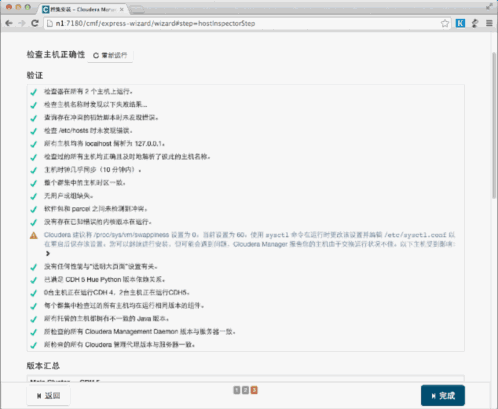 群集安装 - Cloudera Mana
n1:7180/cmf/express-wizard/wizard#step=hostInspectorStep
检查主机正确性 重新运行
验证
检查器在所有 2 个主机上运行。
检查主机名称时发现以下失败结果...
查询存在冲突的初始脚本时未发现错误。
检查 /etc/hosts 时未发现错误。
所有主机均将 localhost 解析为 127.0.0.1。
检查过的所有主机均正确且及时地解析了彼此的主机名称。
主机时钟几乎同步（10 分钟内）。
整个群集中的主机时区一致。
无用户或组缺失。
软件包和 parcel 之间未检测到冲突。
没有存在已知错误的内核版本在运行。
Cloudera 建议将 /proc/sys/vm/swappiness 设置为 0。当前设置为 60。使用 sysctl 命令在运行时更改该设置并编辑 /etc/sysctl.conf 以
在重启后保存该设置。您可以继续进行安装，但可能会遇到问题，Cloudera Manager 报告您的主机由于交换运行状况不佳。以下主机受到影响:
没有任何性能与“透明大页面”设置有关。
已满足 CDH 5 Hue Python 版本依赖关系。
0台主机正在运行CDH 4，2台主机正在运行CDH5。
每个群集中检查过的所有主机均在运行相同版本的组件。
所有托管的主机都拥有不一致的 Java 版本。
所检查的所有 Cloudera Management Daemon 版本与服务器一致。
所检查的所有 Cloudera 管理代理版本与服务器一致。
版本汇总
返回
1 2 3
完成